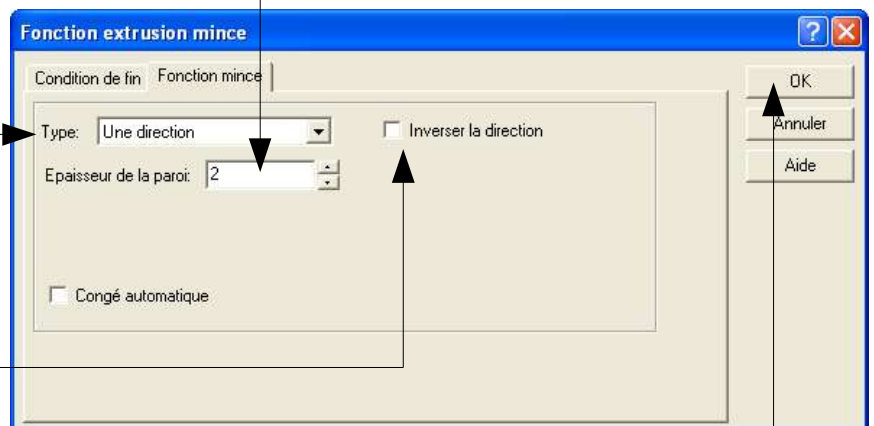 Fonction extrusion mince
Condition de fin Fonction mince
OK
Annuler
Aide
Type: Une direction
Inverser la direction
Epaisseur de la paroi: 2
Congé automatique